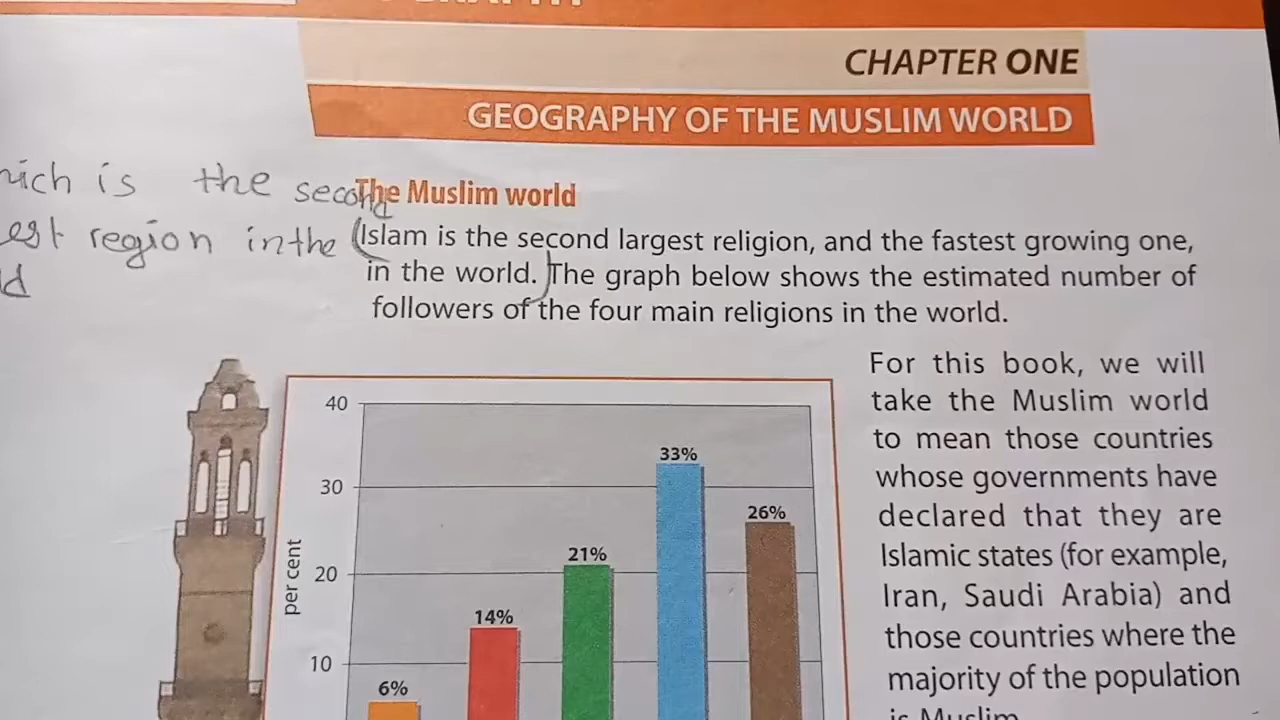 CHAPTER ONE
GEOGRAPHY OF THE MUSLIM WORLD
is the second
region in the
The Muslim world
Islam is the second largest religion, and the fastest growing one,
in the world. The graph below shows the estimated number of
followers of the four main religions in the world.
For this book, we will
take the Muslim world
to mean those countries
whose governments have
declared that they are
Islamic states (for example,
Iran, Saudi Arabia) and
those countries where the
majority of the population
is Muslim
40
30
20
10
per cent
6%
14%
21%
33%
26%